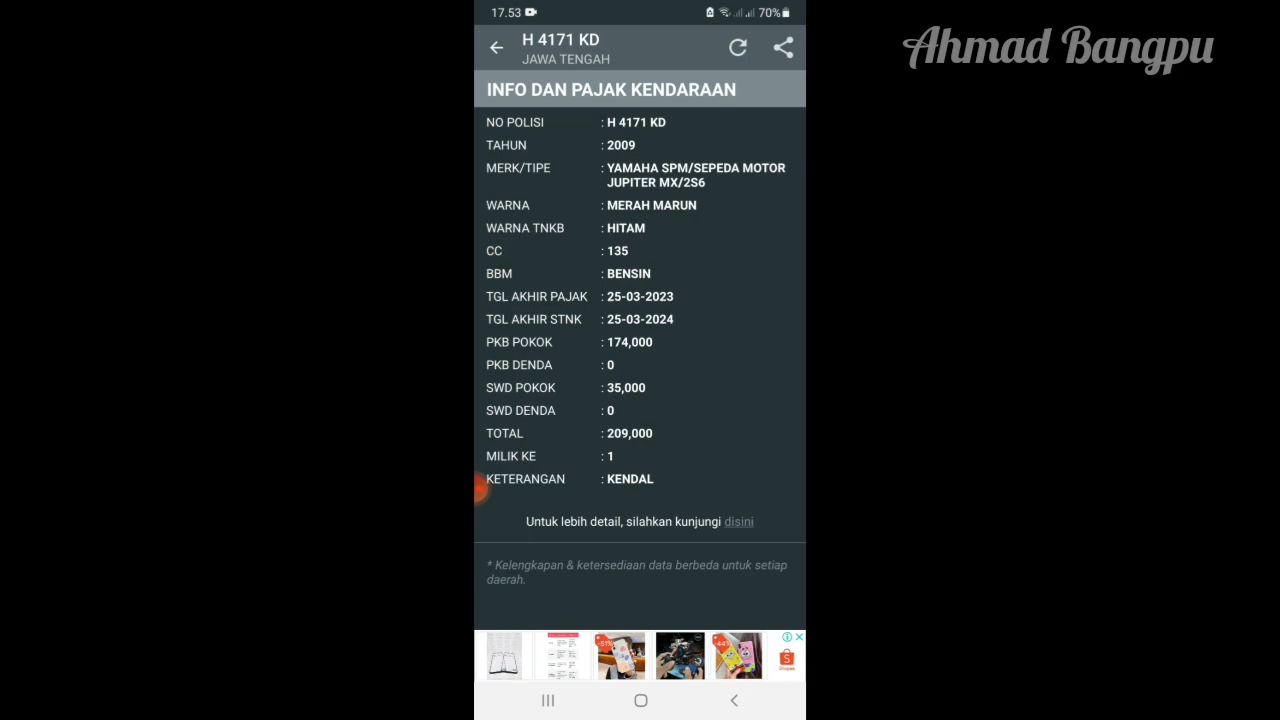 17.53
70%
Ahmad Bangpu
H 4171 KD
JAWA TENGAH
INFO DAN PAJAK KENDARAAN
NO POLISI : H 4171 KD
TAHUN : 2009
MERK/TIPE : YAMAHA SPM/SEPEDA MOTOR
JUPITER MX/2S6
WARNA : MERAH MARUN
WARNA TNKB : HITAM
CC : 135
BBM : BENSIN
TGL AKHIR PAJAK : 25-03-2023
TGL AKHIR STNK : 25-03-2024
PKB POKOK : 174,000
PKB DENDA : 0
SWD POKOK : 35,000
SWD DENDA : 0
TOTAL : 209,000
MILIK KE : 1
KETERANGAN : KENDAL
Untuk lebih detail, silahkan kunjungi disini
* Kelengkapan & ketersediaan data berbeda untuk setiap
daerah.
-51%
-44%
Shopee